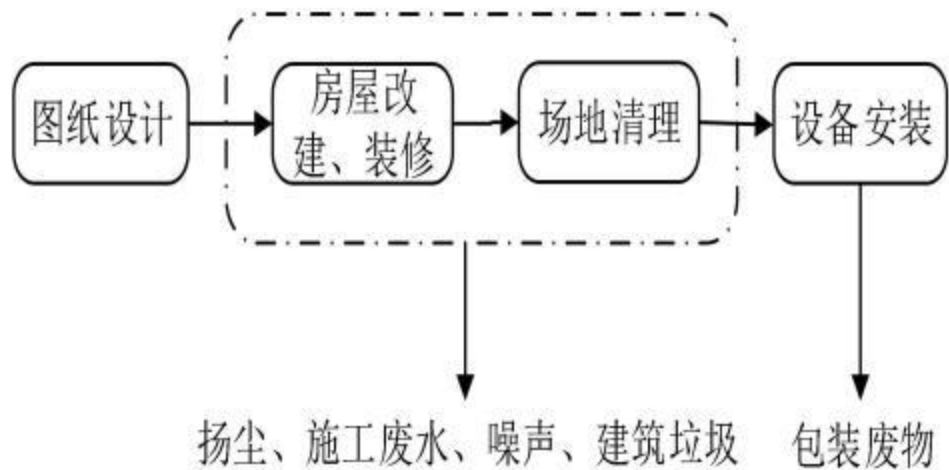 图纸设计
房屋改
建、装修
场地清理
设备安装
扬尘、施工废水、噪声、建筑垃圾
包装废物